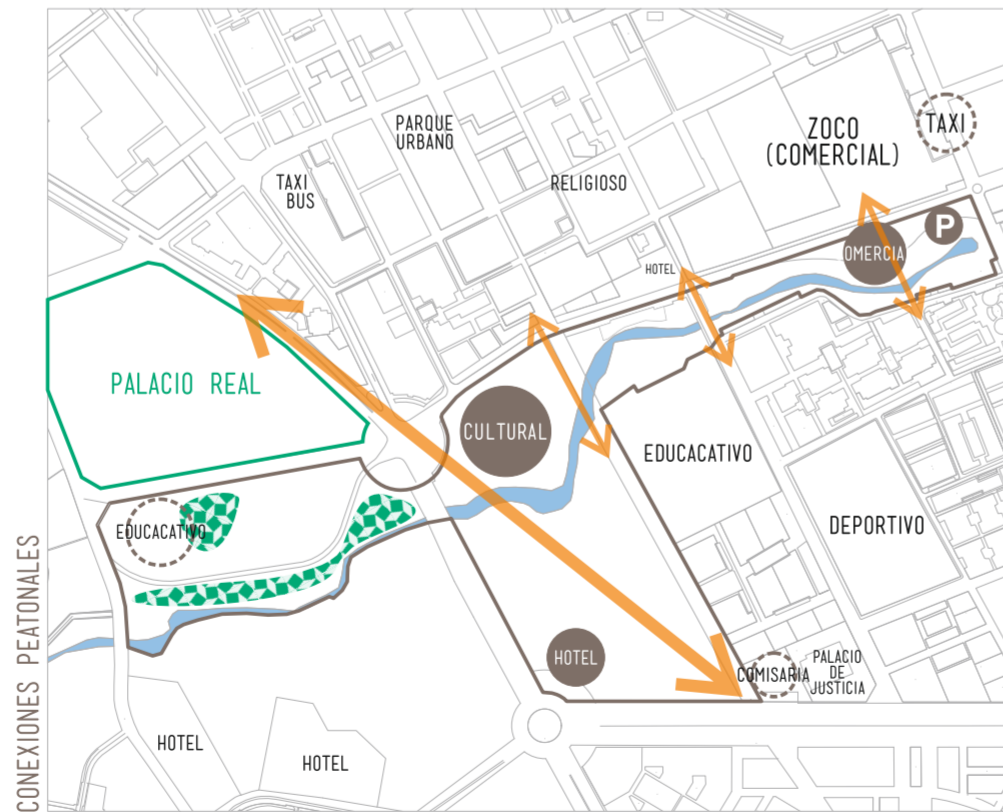 CONEXIONES PEATONALES
PARQUE
URBANO
ZOCO
(COMERCIAL)
TAXI
TAXI
BUS
RELIGIOSO
P
OMERCIA
HOTEL
PALACIO REAL
CULTURAL
EDUCACATIVO
EDUCACATIVO
DEPORTIVO
HOTEL
COMISARIA
PALACIO
DE
JUSTICIA
HOTEL
HOTEL